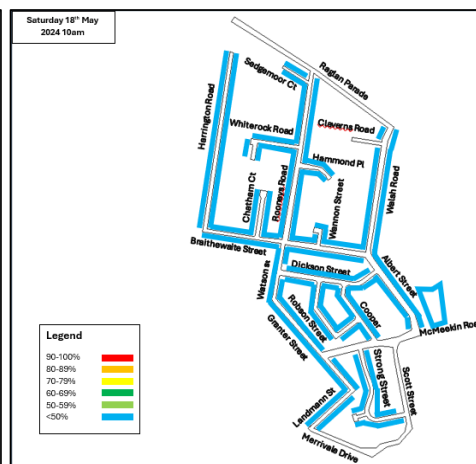 Saturday 18th May
2024 10am
Raglan Parade
Sedgemoor Ct
Harrington Road
Claverns Road
Whiterock Road
Hammond Pl
Walsh Road
Chatham Ct
Rooneys Road
Wannon Street
Braithewaite Street
Albert Street
Dickson Street
Watson St
Cooper
Robson Street
McMeekin Roa
Granter Street
Strong Street
Scott Street
Landmann St
Merrivale Drive
Legend
90-100%
80-89%
70-79%
60-69%
50-59%
<50%